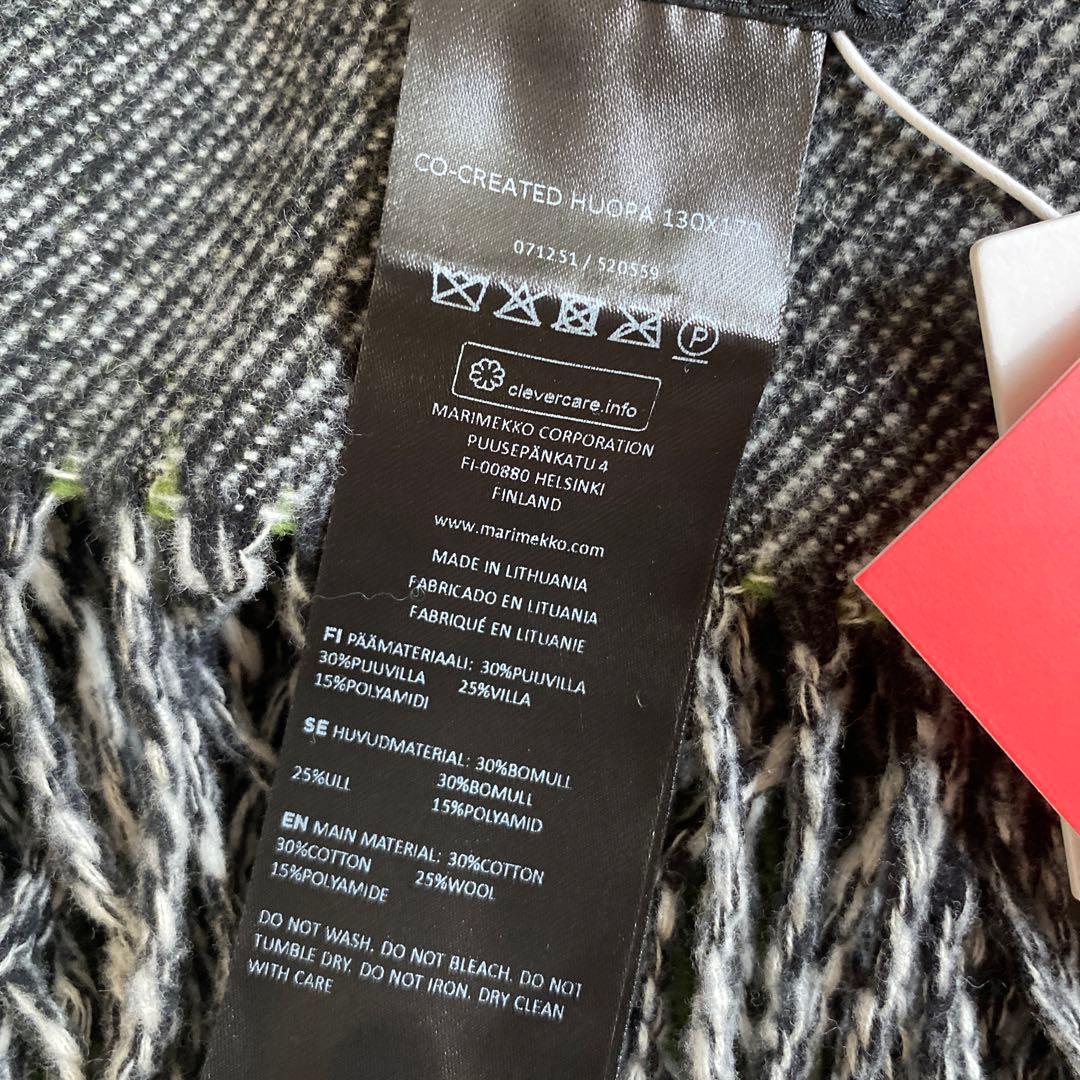 CO-CREATED HUOPA 130X170
071251 / 520559
P
clevercare.info
MARIMEKKO CORPORATION
PUUSEPÄNKATU 4
FI-00880 HELSINKI
FINLAND
www.marimekko.com
MADE IN LITHUANIA
FABRICADO EN LITUANIA
FABRIQUÉ EN LITUANIE
FI PÄÄMATERIAALI: 30%PUUVILLA
30%PUUVILLA 25%VILLA
15%POLYAMIDI
SE HUVUDMATERIAL: 30%BOMULL
25%ULL 30%BOMULL
15%POLYAMID
EN MAIN MATERIAL: 30%COTTON
30%COTTON 25%WOOL
15%POLYAMIDE
DO NOT WASH. DO NOT BLEACH. DO NOT
TUMBLE DRY. DO NOT IRON. DRY CLEAN
WITH CARE